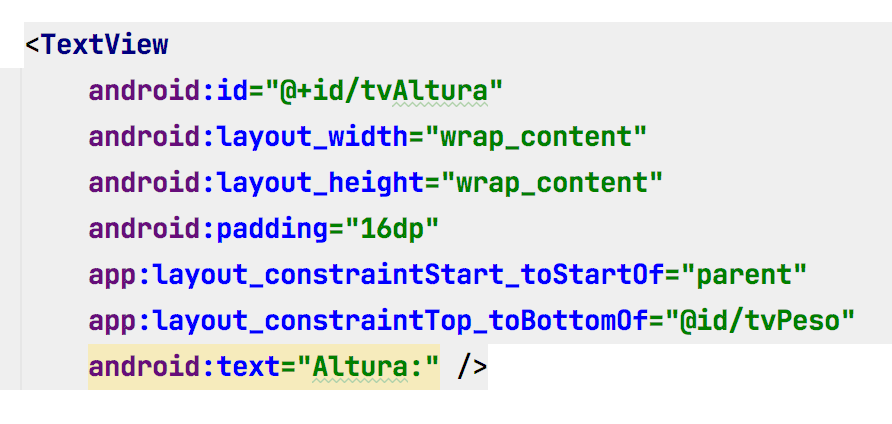 <TextView
android:id="@+id/tvAltura"
android:layout_width="wrap_content"
android:layout_height="wrap_content"
android:padding="16dp"
app:layout_constraintStart_toStartOf="parent"
app:layout_constraintTop_toBottomOf="@id/tvPeso"
android:text="Altura:" />